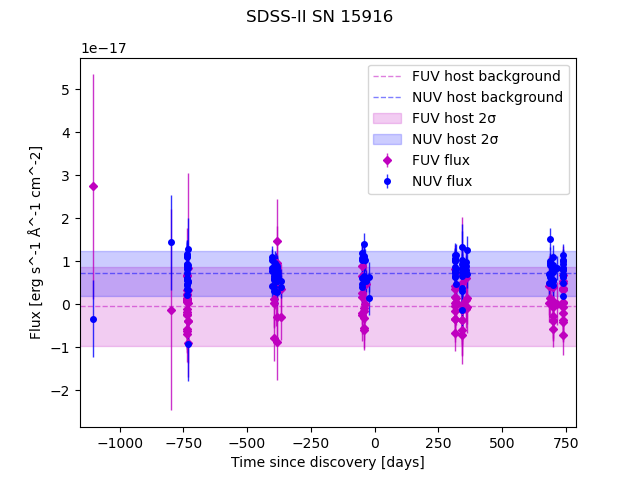 SDSS-II SN 15916
1e−17
FUV host background
NUV host background
FUV host 2σ
NUV host 2σ
FUV flux
NUV flux
5
4
3
2
1
0
−1
−2
Flux [erg s^-1 Å^-1 cm^-2]
−1000 −750 −500 −250 0 250 500 750
Time since discovery [days]